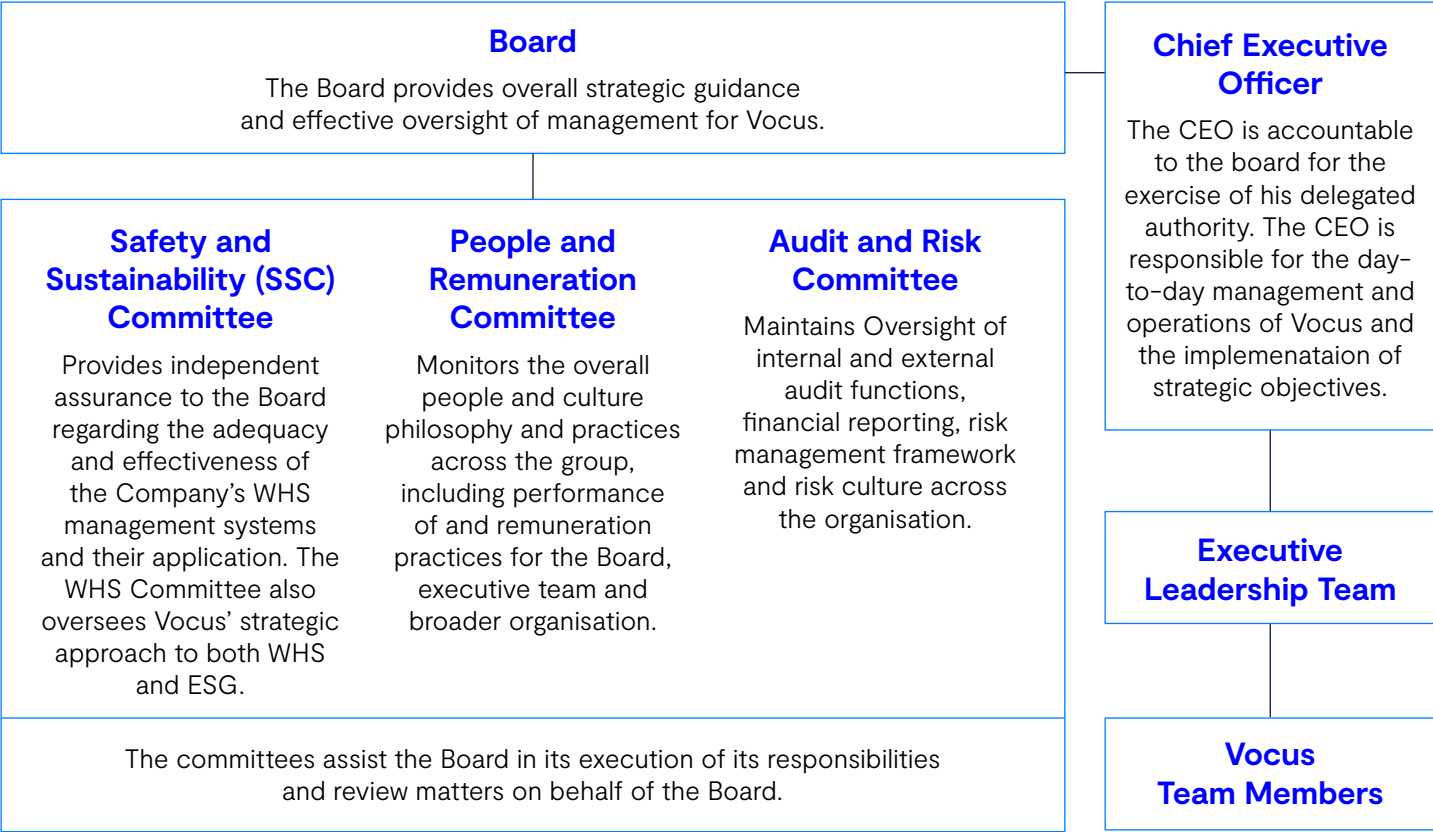 Board
The Board provides overall strategic guidance
and effective oversight of management for Vocus.
Safety and
Sustainability (SSC)
Committee
Provides independent
assurance to the Board
regarding the adequacy
and effectiveness of
the Company’s WHS
management systems
and their application. The
WHS Committee also
oversees Vocus’ strategic
approach to both WHS
and ESG.
People and
Remuneration
Committee
Monitors the overall
people and culture
philosophy and practices
across the group,
including performance
of and remuneration
practices for the Board,
executive team and
broader organisation.
Audit and Risk
Committee
Maintains Oversight of
internal and external
audit functions,
financial reporting, risk
management framework
and risk culture across
the organisation.
The committees assist the Board in its execution of its responsibilities
and review matters on behalf of the Board.
Chief Executive
Officer
The CEO is accountable
to the board for the
exercise of his delegated
authority. The CEO is
responsible for the day-
to-day management and
operations of Vocus and
the implemenataion of
strategic objectives.
Executive
Leadership Team
Vocus
Team Members